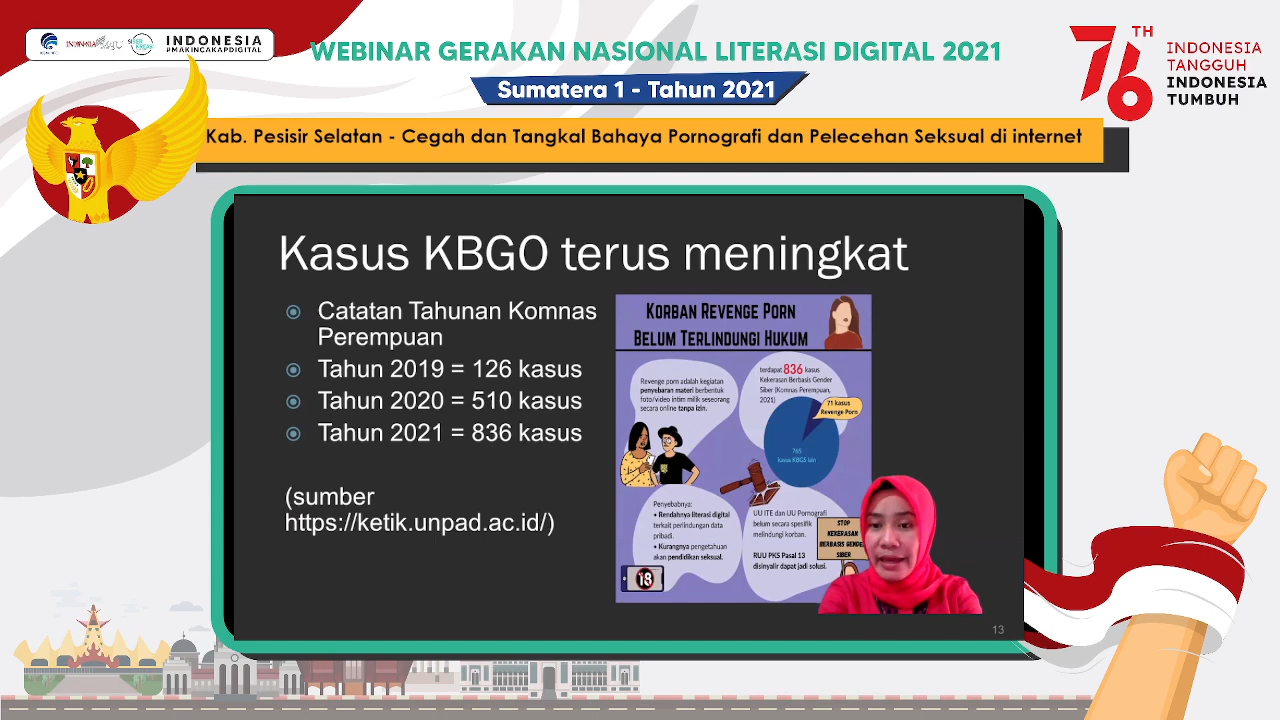 INDONESIA
#MAKINCAKAPDIGITAL
WEBINAR GERAKAN NASIONAL LITERASI DIGITAL 2021
Sumatera 1 - Tahun 2021
76TH
INDONESIA
TANGGUH
INDONESIA
TUMBUH
Kab. Pesisir Selatan - Cegah dan Tangkal Bahaya Pornografi dan Pelecehan Seksual di internet
Kasus KBGO terus meningkat
Catatan Tahunan Komnas
Perempuan
Tahun 2019 = 126 kasus
Tahun 2020 = 510 kasus
Tahun 2021 = 836 kasus
(sumber
https://ketik.unpad.ac.id/)
KORBAN REVENGE PORN
BELUM TERLINDUNGI HUKUM
Revenge porn adalah kegiatan
penyebaran materi berbentuk
foto/video intim milik seseorang
secara online tanpa izin.
terdapat 836 kasus
Kekerasan Berbasis Gender
Siber (Komnas Perempuan,
2021)
71 kasus
Revenge Porn
765
kasus KBGS lain
Penyebabnya:
• Rendahnya literasi digital
terkait perlindungan data
pribadi.
• Kurangnya pengetahuan
akan pendidikan seksual.
UU ITE dan UU Pornografi
belum secara spesifik
melindungi korban.
RUU PKS Pasal 13
disinyalir dapat jadi solusi.
STOP
KEKERASAN
BERBASIS GENDER
SIBER
18
13